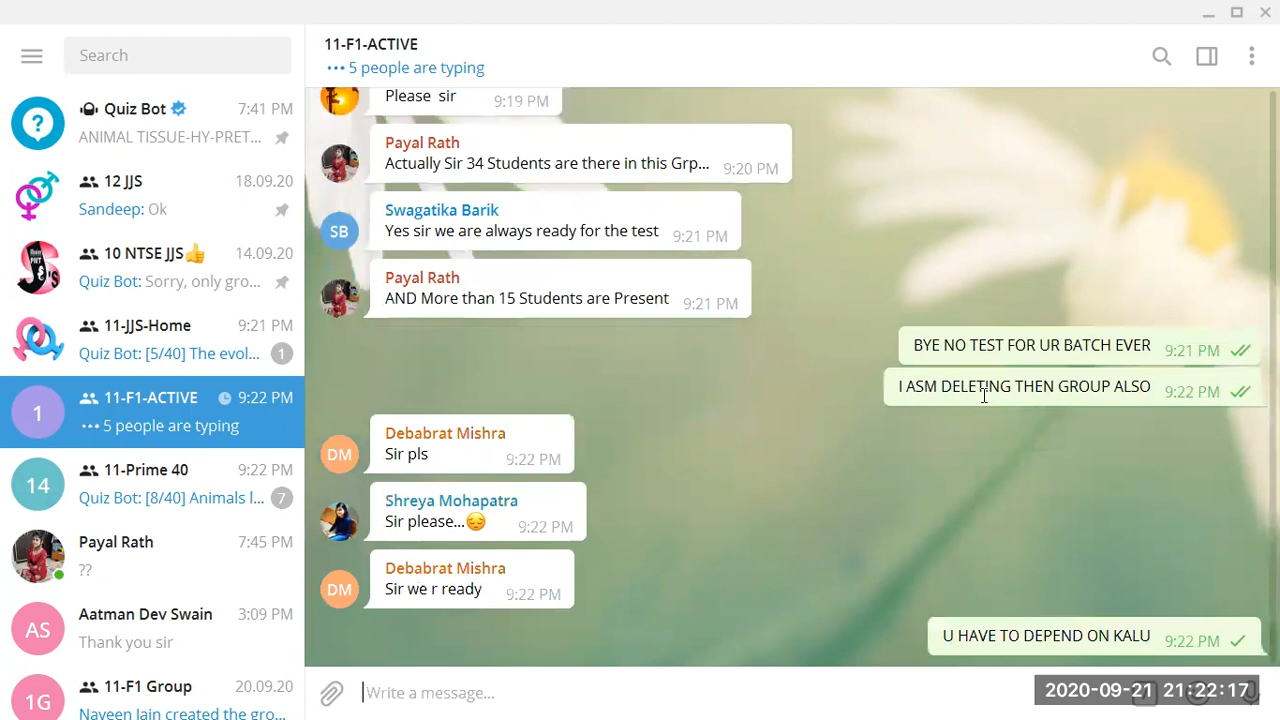 Search
Quiz Bot 7:41 PM
ANIMAL TISSUE-HY-PRET...
12 JJS 18.09.20
Sandeep: Ok
10 NTSE JJS👍 14.09.20
Quiz Bot: Sorry, only gro...
11-JJS-Home 9:21 PM
Quiz Bot: [5/40] The evol... 1
1 11-F1-ACTIVE 9:22 PM
5 people are typing
14 11-Prime 40 9:22 PM
Quiz Bot: [8/40] Animals l... 7
Payal Rath 7:45 PM
??
AS Aatman Dev Swain 3:09 PM
Thank you sir
1G 11-F1 Group 20.09.20
Naveen Jain created the gro...
11-F1-ACTIVE
5 people are typing
Please sir 9:19 PM
Payal Rath
Actually Sir 34 Students are there in this Grp... 9:20 PM
SB Swagatika Barik
Yes sir we are always ready for the test 9:21 PM
Payal Rath
AND More than 15 Students are Present 9:21 PM
BYE NO TEST FOR UR BATCH EVER 9:21 PM
I ASM DELETING THEN GROUP ALSO 9:22 PM
DM Debabrat Mishra
Sir pls 9:22 PM
Shreya Mohapatra
Sir please...😔 9:22 PM
DM Debabrat Mishra
Sir we r ready 9:22 PM
U HAVE TO DEPEND ON KALU 9:22 PM
Write a message...
2020-09-21 21:22:17